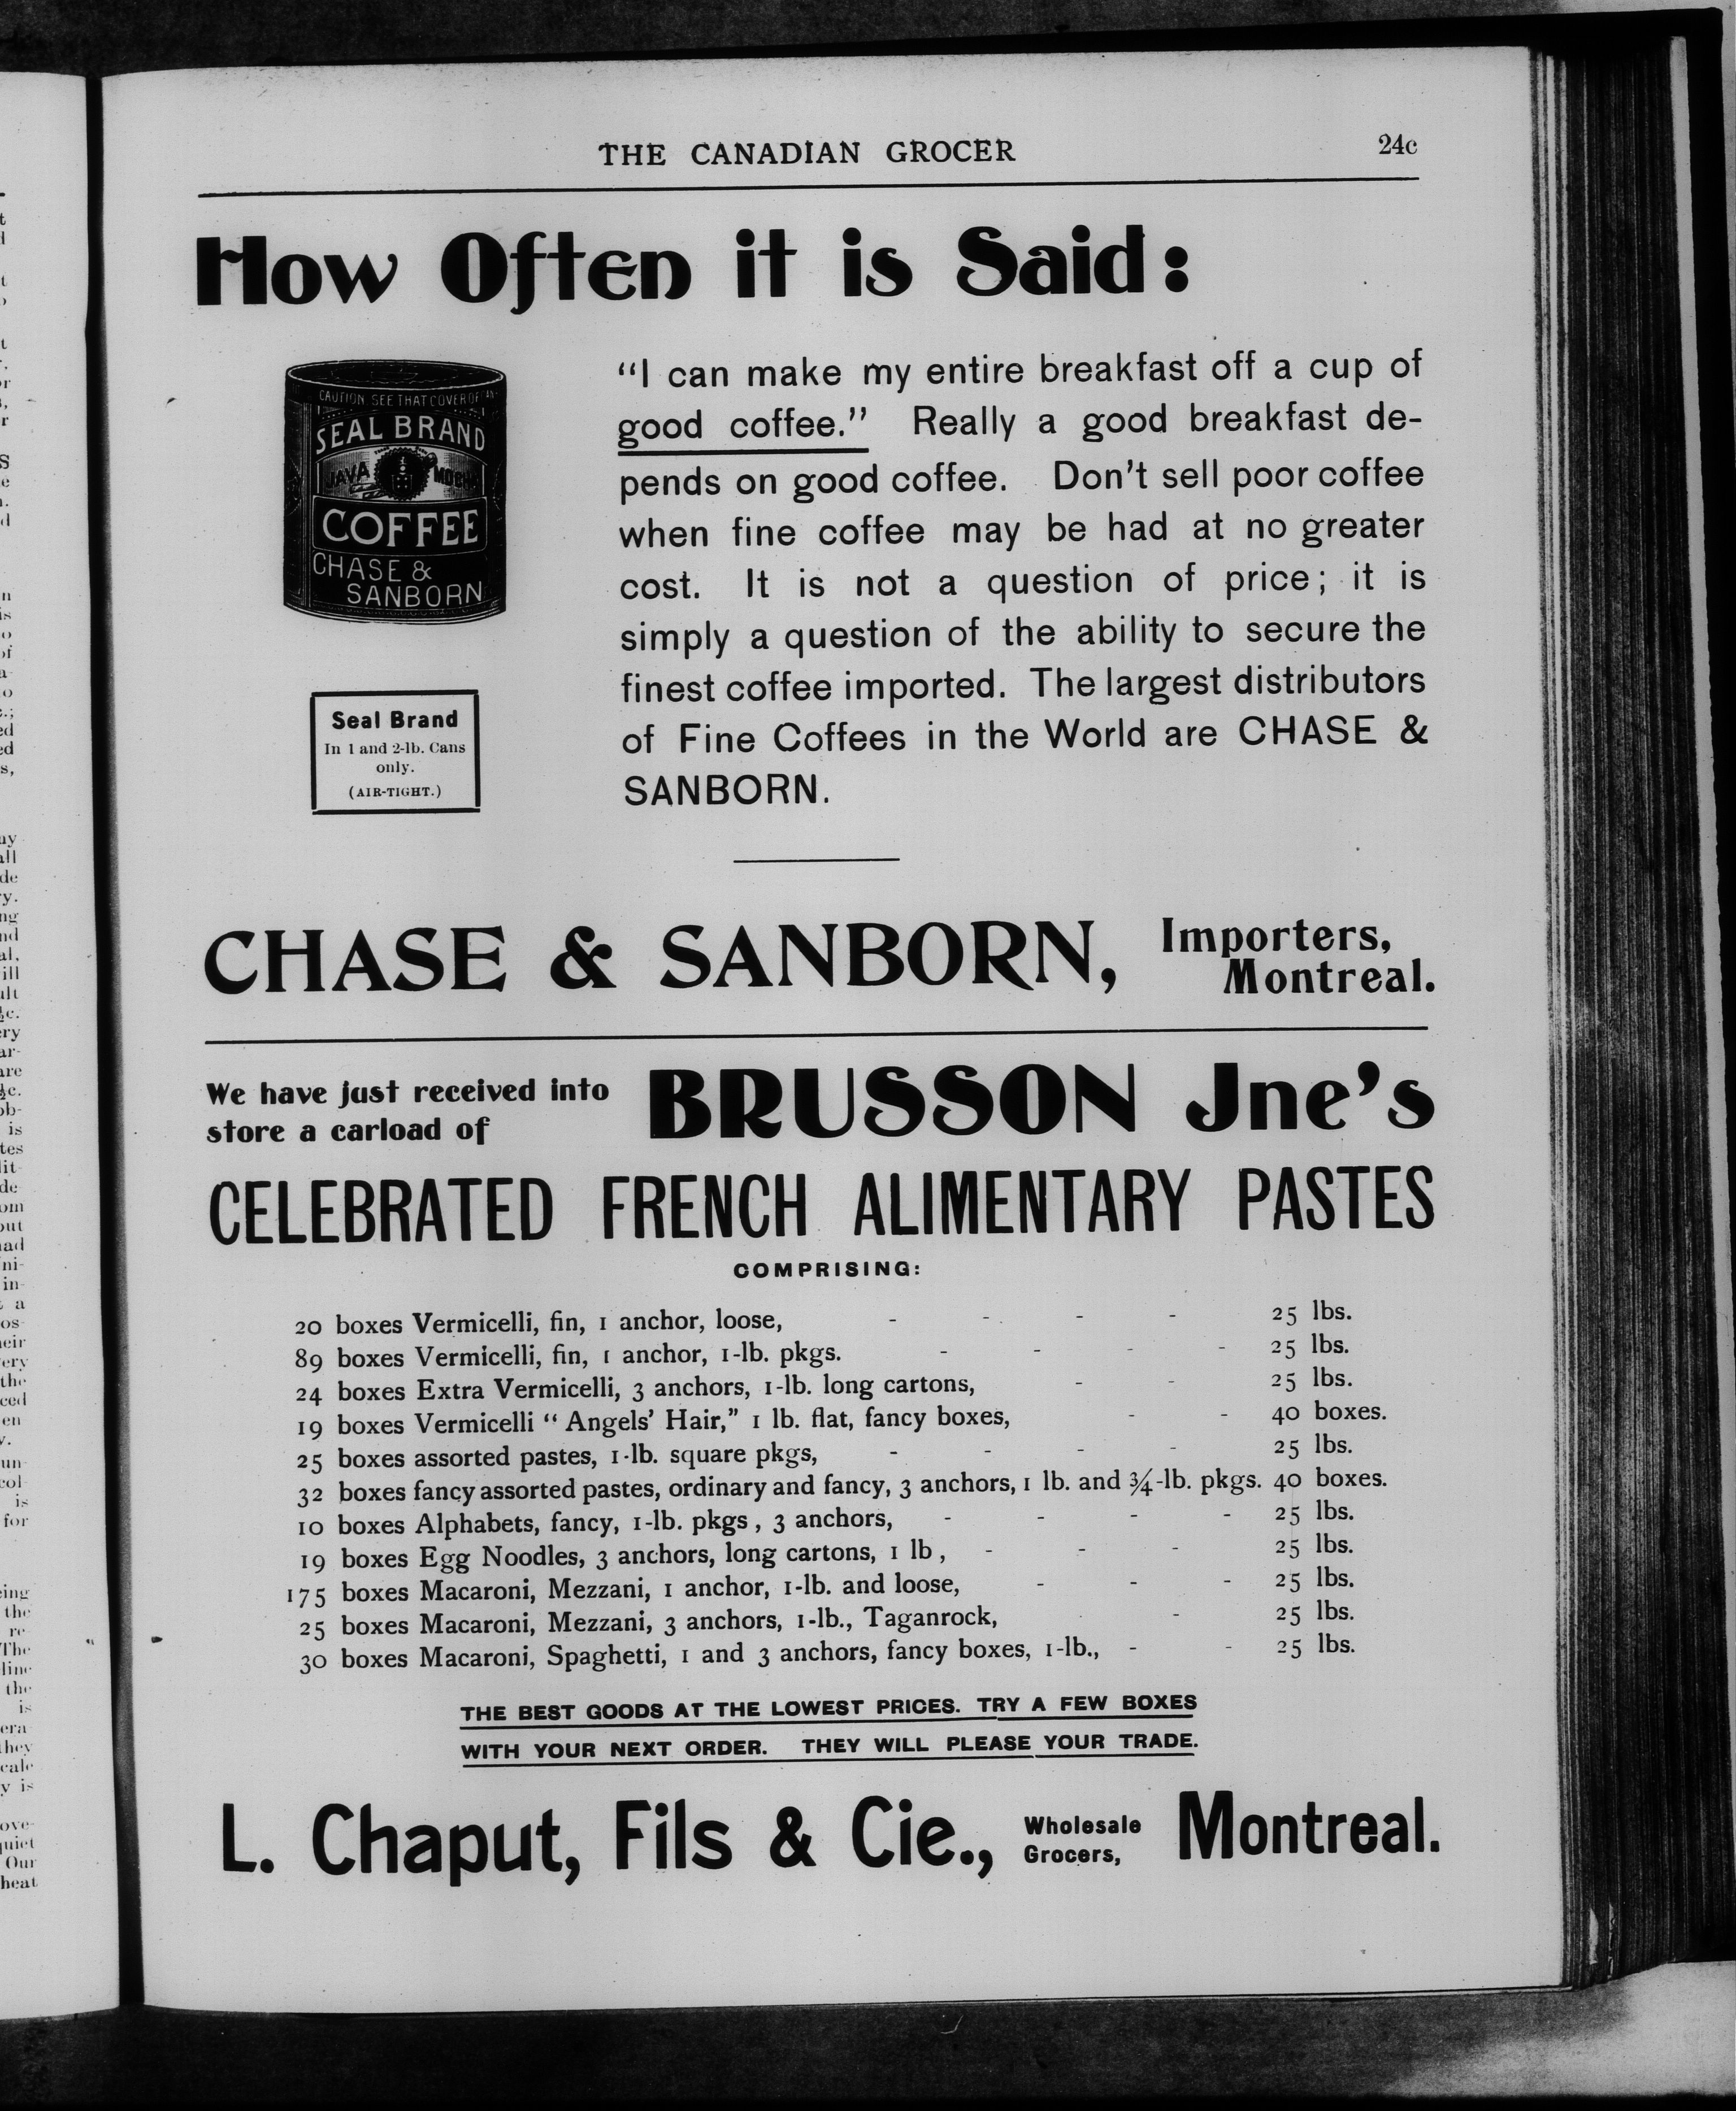 THE CANADIAN GROCER 24c
How Often it is Said:
CAUTION SEE THAT COVER OF
SEAL BRAND
JAVA MOCHA
COFFEE
CHASE &
SANBORN
Seal Brand
In 1 and 2-lb. Cans
only.
(AIR-TIGHT.)
"I can make my entire breakfast off a cup of
good coffee." Really a good breakfast de-
pends on good coffee. Don't sell poor coffee
when fine coffee may be had at no greater
cost. It is not a question of price; it is
simply a question of the ability to secure the
finest coffee imported. The largest distributors
of Fine Coffees in the World are CHASE &
SANBORN.
CHASE & SANBORN, Importers,
Montreal.
We have just received into
store a carload of
BRUSSON Jne's
CELEBRATED FRENCH ALIMENTARY PASTES
COMPRISING:
20 boxes Vermicelli, fin, 1 anchor, loose, - - - - 25 lbs.
89 boxes Vermicelli, fin, 1 anchor, 1-lb. pkgs. - - - - 25 lbs.
24 boxes Extra Vermicelli, 3 anchors, 1-lb. long cartons, - - 25 lbs.
19 boxes Vermicelli "Angels' Hair," 1 lb. flat, fancy boxes, - - 40 boxes.
25 boxes assorted pastes, 1-lb. square pkgs, - - - - 25 lbs.
32 boxes fancy assorted pastes, ordinary and fancy, 3 anchors, 1 lb. and ¾-lb. pkgs. 40 boxes.
10 boxes Alphabets, fancy, 1-lb. pkgs, 3 anchors, - - - - 25 lbs.
19 boxes Egg Noodles, 3 anchors, long cartons, 1 lb, - - - 25 lbs.
175 boxes Macaroni, Mezzani, 1 anchor, 1-lb. and loose, - - - 25 lbs.
25 boxes Macaroni, Mezzani, 3 anchors, 1-lb., Taganrock, - 25 lbs.
30 boxes Macaroni, Spaghetti, 1 and 3 anchors, fancy boxes, 1-lb., - - 25 lbs.
THE BEST GOODS AT THE LOWEST PRICES. TRY A FEW BOXES
WITH YOUR NEXT ORDER. THEY WILL PLEASE YOUR TRADE.
L. Chaput, Fils & Cie., Wholesale
Grocers, Montreal.